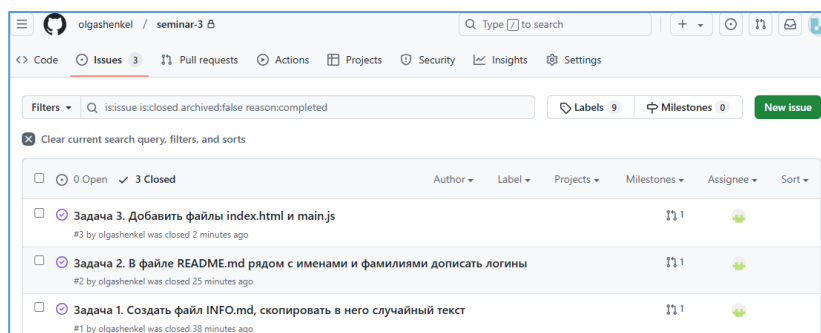 olgashenkel / seminar-3 Type / to search
<> Code Issues 3 Pull requests Actions Projects Security Insights Settings
Filters is:issue is:closed archived:false reason:completed Labels 9 Milestones 0 New issue
Clear current search query, filters, and sorts
0 Open 3 Closed Author Label Projects Milestones Assignee Sort
Задача 3. Добавить файлы index.html и main.js 1
#3 by olgashenkel was closed 2 minutes ago
Задача 2. В файле README.md рядом с именами и фамилиями дописать логины 1
#2 by olgashenkel was closed 25 minutes ago
Задача 1. Создать файл INFO.md, скопировать в него случайный текст 1
#1 by olgashenkel was closed 38 minutes ago